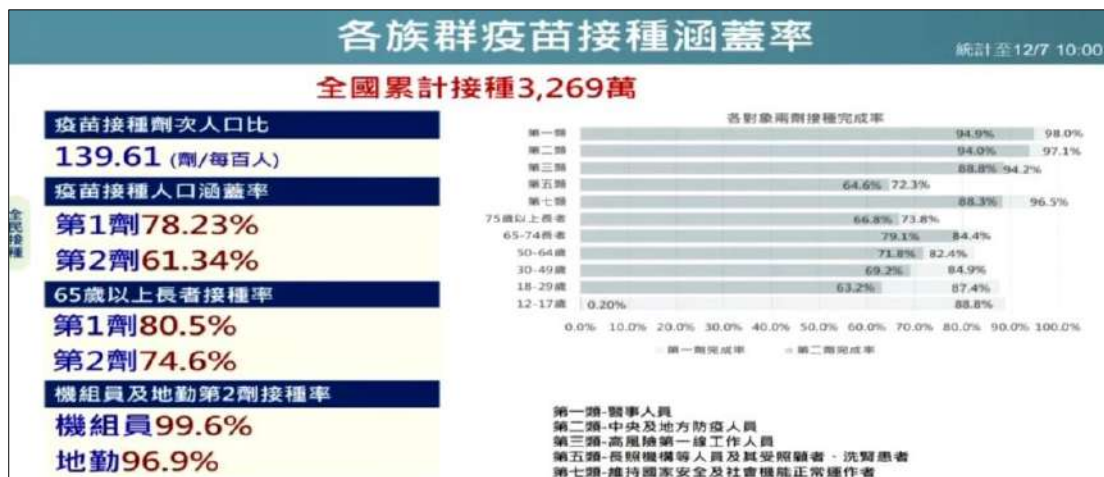 各族群疫苗接種涵蓋率
統計至12/7 10:00
全國累計接種3,269萬
全民接種
疫苗接種劑次人口比
139.61 (劑/每百人)
疫苗接種人口涵蓋率
第1劑78.23%
第2劑61.34%
65歲以上長者接種率
第1劑80.5%
第2劑74.6%
機組員及地勤第2劑接種率
機組員99.6%
地勤96.9%
各對象兩劑接種完成率
第一類 94.9% 98.0%
第二類 94.0% 97.1%
第三類 88.8% 94.2%
第五類 64.6% 72.3%
第七類 88.3% 96.5%
75歲以上長者 66.8% 73.8%
65-74長者 79.1% 84.4%
50-64歲 71.8% 82.4%
30-49歲 69.2% 84.9%
18-29歲 63.2% 87.4%
12-17歲 0.20% 88.8%
0.0% 10.0% 20.0% 30.0% 40.0% 50.0% 60.0% 70.0% 80.0% 90.0% 100.0%
第一劑完成率 第二劑完成率
第一類-醫事人員
第二類-中央及地方防疫人員
第三類-高風險第一線工作人員
第五類-長照機構等人員及其受照顧者、洗腎患者
第七類-維持國家安全及社會機能正常運作者